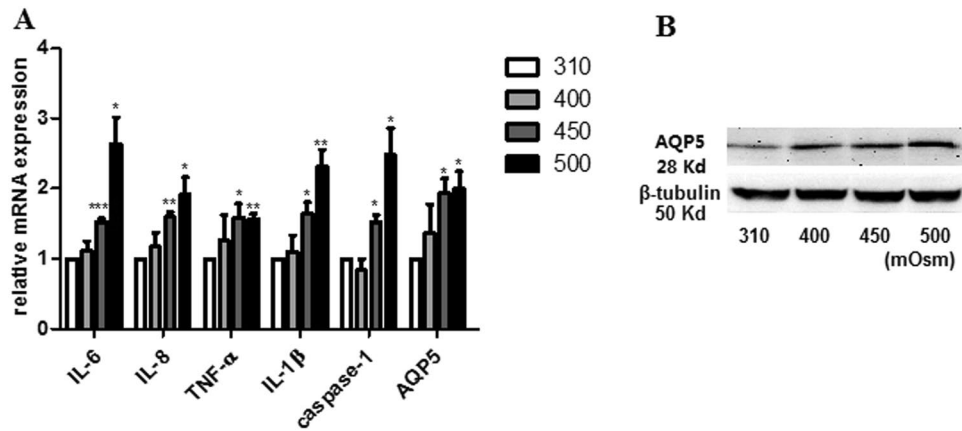 A
relative mRNA expression
4
3
2
1
0
*
***
*
**
*
**
*
**
*
*
*
*
*
IL-6
IL-8
TNF-α
IL-1β
caspase-1
AQP5
310
400
450
500
B
AQP5
28 Kd
β-tubulin
50 Kd
310 400 450 500
(mOsm)